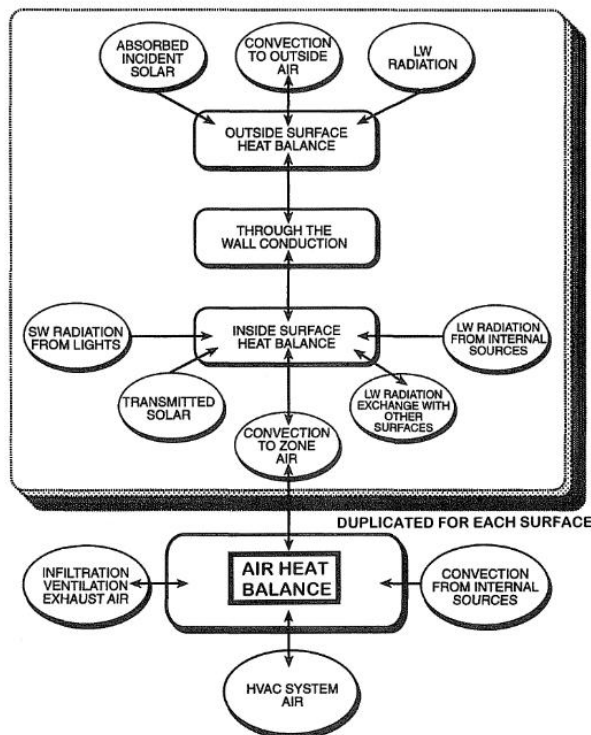 ABSORBED
INCIDENT
SOLAR
CONVECTION
TO OUTSIDE
AIR
LW
RADIATION
OUTSIDE SURFACE
HEAT BALANCE
THROUGH THE
WALL CONDUCTION
SW RADIATION
FROM LIGHTS
INSIDE SURFACE
HEAT BALANCE
LW RADIATION
FROM INTERNAL
SOURCES
TRANSMITTED
SOLAR
LW RADIATION
EXCHANGE WITH
OTHER
SURFACES
CONVECTION
TO ZONE
AIR
DUPLICATED FOR EACH SURFACE
INFILTRATION
VENTILATION
EXHAUST AIR
AIR HEAT
BALANCE
CONVECTION
FROM INTERNAL
SOURCES
HVAC SYSTEM
AIR